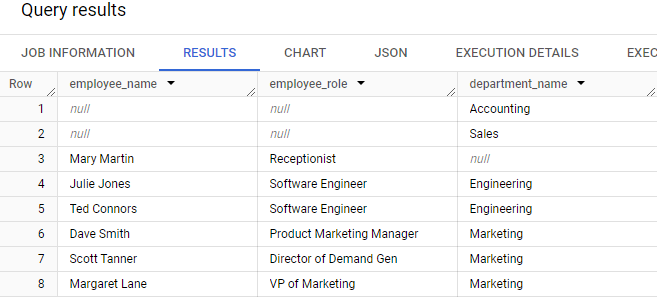 Query results
JOB INFORMATION RESULTS CHART JSON EXECUTION DETAILS EXEC
Row employee_name employee_role department_name
1 null null Accounting
2 null null Sales
3 Mary Martin Receptionist null
4 Julie Jones Software Engineer Engineering
5 Ted Connors Software Engineer Engineering
6 Dave Smith Product Marketing Manager Marketing
7 Scott Tanner Director of Demand Gen Marketing
8 Margaret Lane VP of Marketing Marketing